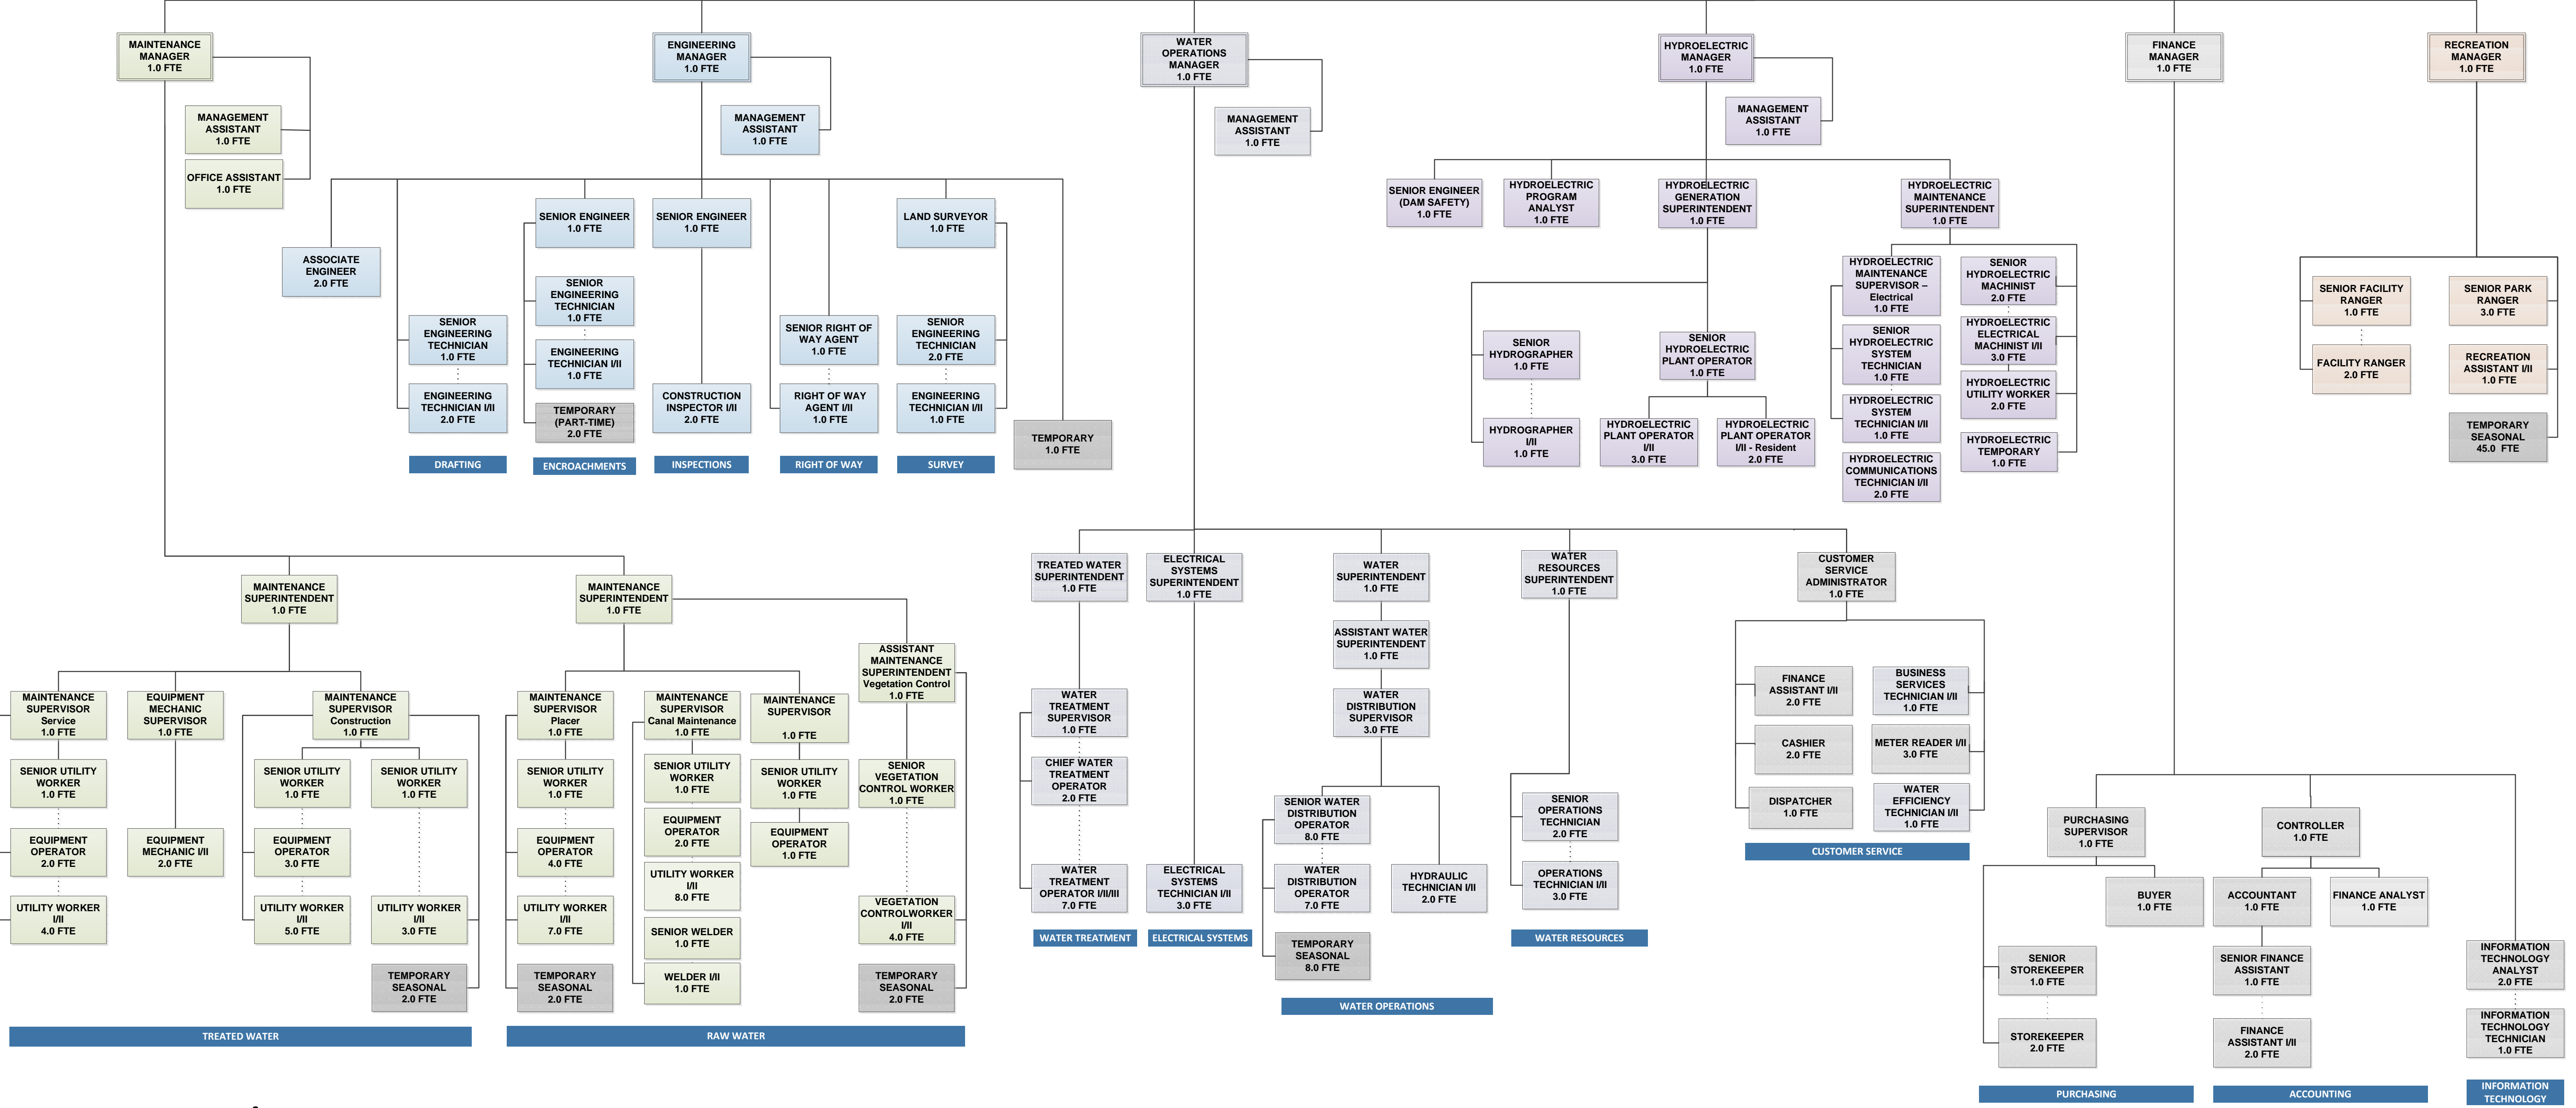 MAINTENANCE
MANAGER
1.0 FTE
MANAGEMENT
ASSISTANT
1.0 FTE
OFFICE ASSISTANT
1.0 FTE
ENGINEERING
MANAGER
1.0 FTE
MANAGEMENT
ASSISTANT
1.0 FTE
WATER
OPERATIONS
MANAGER
1.0 FTE
MANAGEMENT
ASSISTANT
1.0 FTE
HYDROELECTRIC
MANAGER
1.0 FTE
MANAGEMENT
ASSISTANT
1.0 FTE
FINANCE
MANAGER
1.0 FTE
RECREATION
MANAGER
1.0 FTE
ASSOCIATE
ENGINEER
2.0 FTE
SENIOR
ENGINEERING
TECHNICIAN
1.0 FTE
ENGINEERING
TECHNICIAN I/II
2.0 FTE
DRAFTING
SENIOR ENGINEER
1.0 FTE
SENIOR
ENGINEERING
TECHNICIAN
1.0 FTE
ENGINEERING
TECHNICIAN I/II
1.0 FTE
TEMPORARY
(PART-TIME)
2.0 FTE
ENCROACHMENTS
SENIOR ENGINEER
1.0 FTE
CONSTRUCTION
INSPECTOR I/II
2.0 FTE
INSPECTIONS
SENIOR RIGHT OF
WAY AGENT
1.0 FTE
RIGHT OF WAY
AGENT I/II
1.0 FTE
RIGHT OF WAY
LAND SURVEYOR
1.0 FTE
SENIOR
ENGINEERING
TECHNICIAN
2.0 FTE
ENGINEERING
TECHNICIAN I/II
1.0 FTE
SURVEY
TEMPORARY
1.0 FTE
SENIOR ENGINEER
(DAM SAFETY)
1.0 FTE
HYDROELECTRIC
PROGRAM
ANALYST
1.0 FTE
HYDROELECTRIC
GENERATION
SUPERINTENDENT
1.0 FTE
HYDROELECTRIC
MAINTENANCE
SUPERINTENDENT
1.0 FTE
SENIOR
HYDROGRAPHER
1.0 FTE
HYDROGRAPHER
I/II
1.0 FTE
SENIOR
HYDROELECTRIC
PLANT OPERATOR
1.0 FTE
HYDROELECTRIC
PLANT OPERATOR
I/II
3.0 FTE
HYDROELECTRIC
PLANT OPERATOR
I/II - Resident
2.0 FTE
HYDROELECTRIC
MAINTENANCE
SUPERVISOR –
Electrical
1.0 FTE
SENIOR
HYDROELECTRIC
SYSTEM
TECHNICIAN
1.0 FTE
HYDROELECTRIC
SYSTEM
TECHNICIAN I/II
1.0 FTE
HYDROELECTRIC
COMMUNICATIONS
TECHNICIAN I/II
2.0 FTE
SENIOR
HYDROELECTRIC
MACHINIST
2.0 FTE
HYDROELECTRIC
ELECTRICAL
MACHINIST I/II
3.0 FTE
HYDROELECTRIC
UTILITY WORKER
2.0 FTE
HYDROELECTRIC
TEMPORARY
1.0 FTE
SENIOR FACILITY
RANGER
1.0 FTE
FACILITY RANGER
2.0 FTE
SENIOR PARK
RANGER
3.0 FTE
RECREATION
ASSISTANT I/II
1.0 FTE
TEMPORARY
SEASONAL
45.0 FTE
MAINTENANCE
SUPERINTENDENT
1.0 FTE
MAINTENANCE
SUPERVISOR
Service
1.0 FTE
SENIOR UTILITY
WORKER
1.0 FTE
EQUIPMENT
OPERATOR
2.0 FTE
UTILITY WORKER
I/II
4.0 FTE
EQUIPMENT
MECHANIC
SUPERVISOR
1.0 FTE
EQUIPMENT
MECHANIC I/II
2.0 FTE
MAINTENANCE
SUPERVISOR
Construction
1.0 FTE
SENIOR UTILITY
WORKER
1.0 FTE
EQUIPMENT
OPERATOR
3.0 FTE
UTILITY WORKER
I/II
5.0 FTE
SENIOR UTILITY
WORKER
1.0 FTE
UTILITY WORKER
I/II
3.0 FTE
TEMPORARY
SEASONAL
2.0 FTE
TREATED WATER
MAINTENANCE
SUPERINTENDENT
1.0 FTE
MAINTENANCE
SUPERVISOR
Placer
1.0 FTE
SENIOR UTILITY
WORKER
1.0 FTE
EQUIPMENT
OPERATOR
4.0 FTE
UTILITY WORKER
I/II
7.0 FTE
TEMPORARY
SEASONAL
2.0 FTE
MAINTENANCE
SUPERVISOR
Canal Maintenance
1.0 FTE
SENIOR UTILITY
WORKER
1.0 FTE
EQUIPMENT
OPERATOR
2.0 FTE
UTILITY WORKER
I/II
8.0 FTE
SENIOR WELDER
1.0 FTE
WELDER I/II
1.0 FTE
MAINTENANCE
SUPERVISOR
1.0 FTE
SENIOR UTILITY
WORKER
1.0 FTE
EQUIPMENT
OPERATOR
1.0 FTE
ASSISTANT
MAINTENANCE
SUPERINTENDENT
Vegetation Control
1.0 FTE
SENIOR
VEGETATION
CONTROL WORKER
1.0 FTE
VEGETATION
CONTROLWORKER
I/II
4.0 FTE
TEMPORARY
SEASONAL
2.0 FTE
RAW WATER
TREATED WATER
SUPERINTENDENT
1.0 FTE
WATER
TREATMENT
SUPERVISOR
1.0 FTE
CHIEF WATER
TREATMENT
OPERATOR
2.0 FTE
WATER
TREATMENT
OPERATOR I/II/III
7.0 FTE
WATER TREATMENT
ELECTRICAL
SYSTEMS
SUPERINTENDENT
1.0 FTE
ELECTRICAL
SYSTEMS
TECHNICIAN I/II
3.0 FTE
ELECTRICAL SYSTEMS
WATER
SUPERINTENDENT
1.0 FTE
ASSISTANT WATER
SUPERINTENDENT
1.0 FTE
WATER
DISTRIBUTION
SUPERVISOR
3.0 FTE
SENIOR WATER
DISTRIBUTION
OPERATOR
8.0 FTE
WATER
DISTRIBUTION
OPERATOR
7.0 FTE
TEMPORARY
SEASONAL
8.0 FTE
HYDRAULIC
TECHNICIAN I/II
2.0 FTE
WATER OPERATIONS
WATER
RESOURCES
SUPERINTENDENT
1.0 FTE
SENIOR
OPERATIONS
TECHNICIAN
2.0 FTE
OPERATIONS
TECHNICIAN I/II
3.0 FTE
WATER RESOURCES
CUSTOMER
SERVICE
ADMINISTRATOR
1.0 FTE
FINANCE
ASSISTANT I/II
2.0 FTE
CASHIER
2.0 FTE
DISPATCHER
1.0 FTE
BUSINESS
SERVICES
TECHNICIAN I/II
1.0 FTE
METER READER I/II
3.0 FTE
WATER
EFFICIENCY
TECHNICIAN I/II
1.0 FTE
CUSTOMER SERVICE
PURCHASING
SUPERVISOR
1.0 FTE
BUYER
1.0 FTE
SENIOR
STOREKEEPER
1.0 FTE
STOREKEEPER
2.0 FTE
PURCHASING
CONTROLLER
1.0 FTE
ACCOUNTANT
1.0 FTE
FINANCE ANALYST
1.0 FTE
SENIOR FINANCE
ASSISTANT
1.0 FTE
FINANCE
ASSISTANT I/II
2.0 FTE
ACCOUNTING
INFORMATION
TECHNOLOGY
ANALYST
2.0 FTE
INFORMATION
TECHNOLOGY
TECHNICIAN
1.0 FTE
INFORMATION
TECHNOLOGY